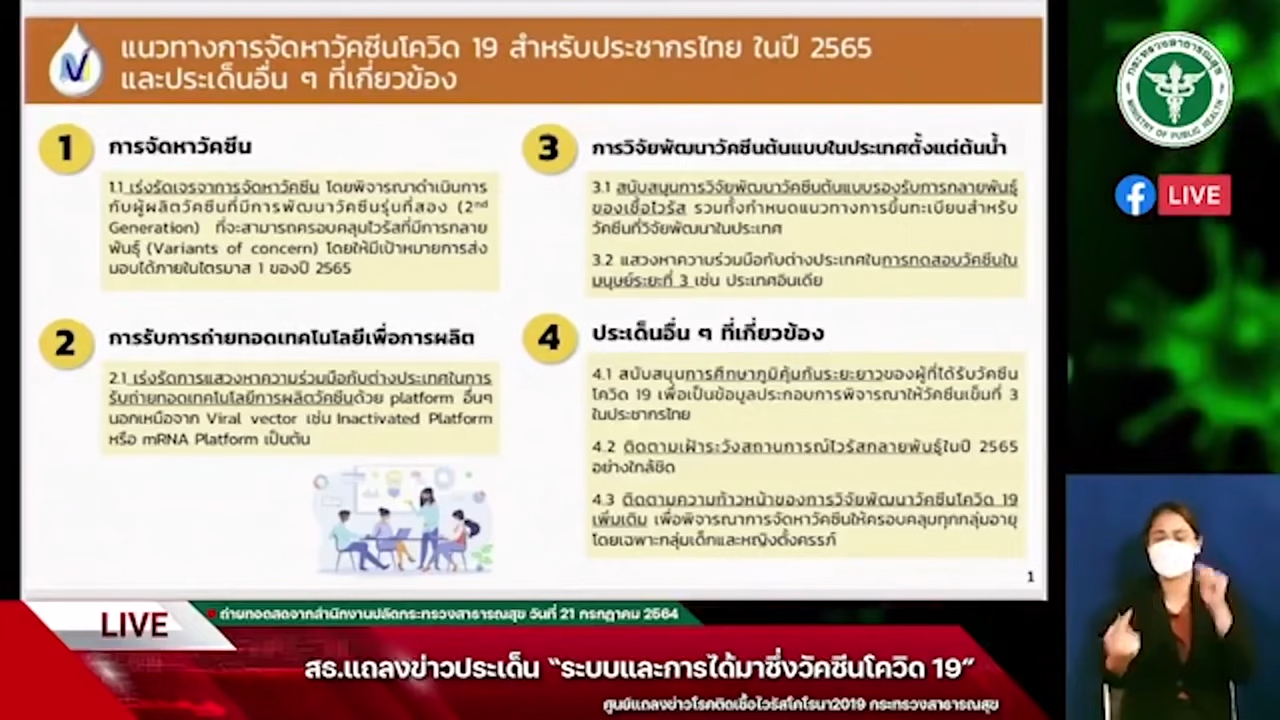 แนวทางการจัดหาวัคซีนโควิด 19 สำหรับประชากรไทย ในปี 2565
และประเด็นอื่น ๆ ที่เกี่ยวข้อง
1 การจัดหาวัคซีน
1.1 เร่งรัดเจรจาการจัดหาวัคซีน โดยพิจารณาดำเนินการ
กับผู้ผลิตวัคซีนที่มีการพัฒนาวัคซีนรุ่นที่สอง (2nd
Generation) ที่จะสามารถครอบคลุมไวรัสที่มีการกลาย
พันธุ์ (Variants of concern) โดยให้มีเป้าหมายการส่ง
มอบได้ภายในไตรมาส 1 ของปี 2565
2 การรับการถ่ายทอดเทคโนโลยีเพื่อการผลิต
2.1 เร่งรัดการแสวงหาความร่วมมือกับต่างประเทศในการ
รับถ่ายทอดเทคโนโลยีการผลิตวัคซีนด้วย platform อื่นๆ
นอกเหนือจาก Viral vector เช่น Inactivated Platform
หรือ mRNA Platform เป็นต้น
3 การวิจัยพัฒนาวัคซีนต้นแบบในประเทศตั้งแต่ต้นน้ำ
3.1 สนับสนุนการวิจัยพัฒนาวัคซีนต้นแบบรองรับการกลายพันธุ์
ของเชื้อไวรัส รวมทั้งกำหนดแนวทางการขึ้นทะเบียนสำหรับ
วัคซีนที่วิจัยพัฒนาในประเทศ
3.2 แสวงหาความร่วมมือกับต่างประเทศในการทดสอบวัคซีนใน
มนุษย์ระยะที่ 3 เช่น ประเทศอินเดีย
4 ประเด็นอื่น ๆ ที่เกี่ยวข้อง
4.1 สนับสนุนการศึกษาภูมิคุ้มกันระยะยาวของผู้ที่ได้รับวัคซีน
โควิด 19 เพื่อเป็นข้อมูลประกอบการพิจารณาให้วัคซีนเข็มที่ 3
ในประชากรไทย
4.2 ติดตามเฝ้าระวังสถานการณ์ไวรัสกลายพันธุ์ในปี 2565
อย่างใกล้ชิด
4.3 ติดตามความก้าวหน้าของการวิจัยพัฒนาวัคซีนโควิด 19
เพิ่มเติม เพื่อพิจารณาการจัดหาวัคซีนให้ครอบคลุมทุกกลุ่มอายุ
โดยเฉพาะกลุ่มเด็กและหญิงตั้งครรภ์
1
กระทรวงสาธารณสุข
MINISTRY OF PUBLIC HEALTH
f LIVE
LIVE
ถ่ายทอดสดจากสำนักงานปลัดกระทรวงสาธารณสุข วันที่ 21 กรกฎาคม 2564
สธ.แถลงข่าวประเด็น “ระบบและการได้มาซึ่งวัคซีนโควิด 19”
ศูนย์แถลงข่าวโรคติดเชื้อไวรัสโคโรนา2019 กระทรวงสาธารณสุข